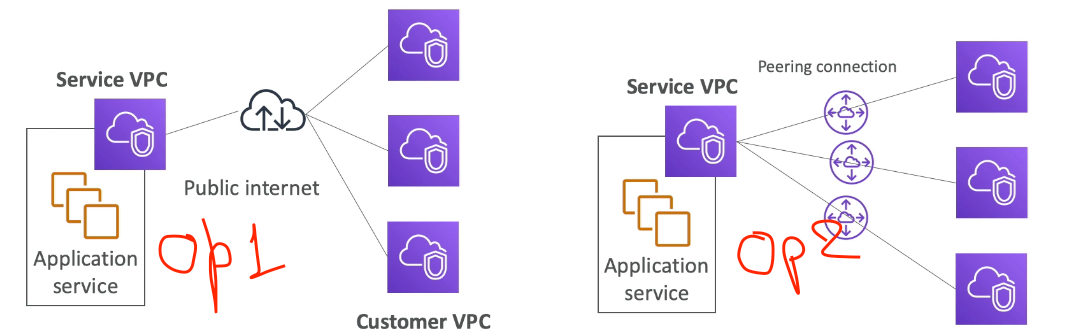 Service VPC
Public internet
Application
service
op1
Customer VPC
Service VPC
Peering connection
Application
service
op2